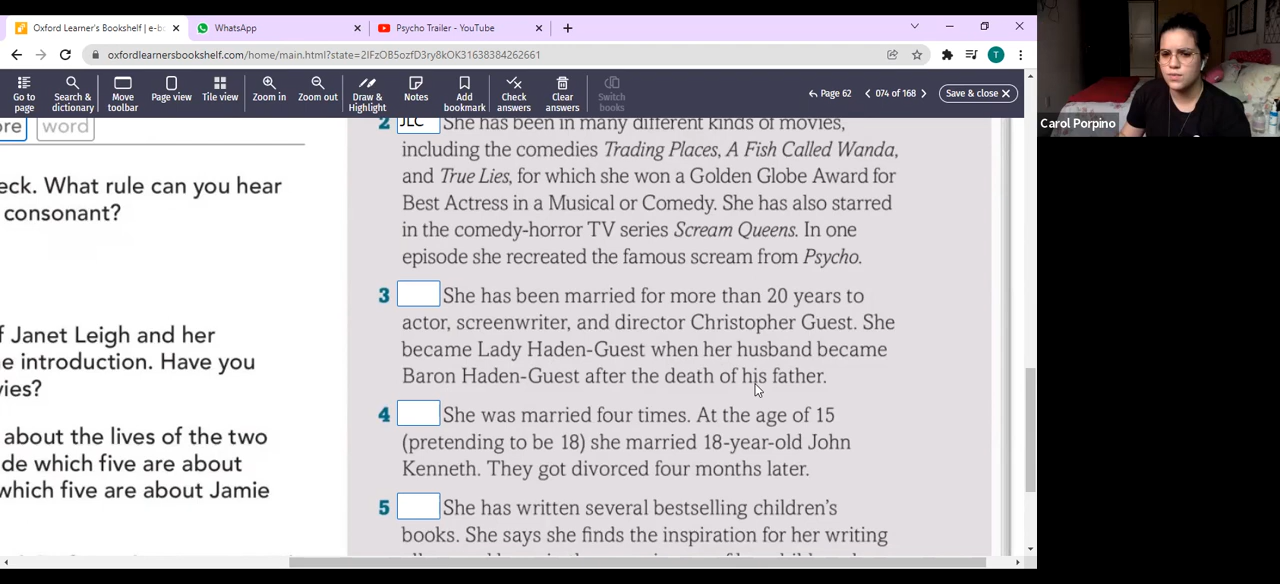 Oxford Learner's Bookshelf | e-b
WhatsApp
Psycho Trailer - YouTube
oxfordlearnersbookshelf.com/home/main.html?state=2IFzOB5ozfD3ry8kOK31638384262661
T
Go to page
Search & dictionary
Move toolbar
Page view
Tile view
Zoom in
Zoom out
Draw & Highlight
Notes
Add bookmark
Check answers
Clear answers
Switch books
Page 62
074 of 168
Save & close
Carol Porpino
ore
word
eck. What rule can you hear
consonant?
f Janet Leigh and her
e introduction. Have you
vies?
about the lives of the two
de which five are about
which five are about Jamie
2 JLC She has been in many different kinds of movies,
including the comedies Trading Places, A Fish Called Wanda,
and True Lies, for which she won a Golden Globe Award for
Best Actress in a Musical or Comedy. She has also starred
in the comedy-horror TV series Scream Queens. In one
episode she recreated the famous scream from Psycho.
3 She has been married for more than 20 years to
actor, screenwriter, and director Christopher Guest. She
became Lady Haden-Guest when her husband became
Baron Haden-Guest after the death of his father.
4 She was married four times. At the age of 15
(pretending to be 18) she married 18-year-old John
Kenneth. They got divorced four months later.
5 She has written several bestselling children's
books. She says she finds the inspiration for her writing